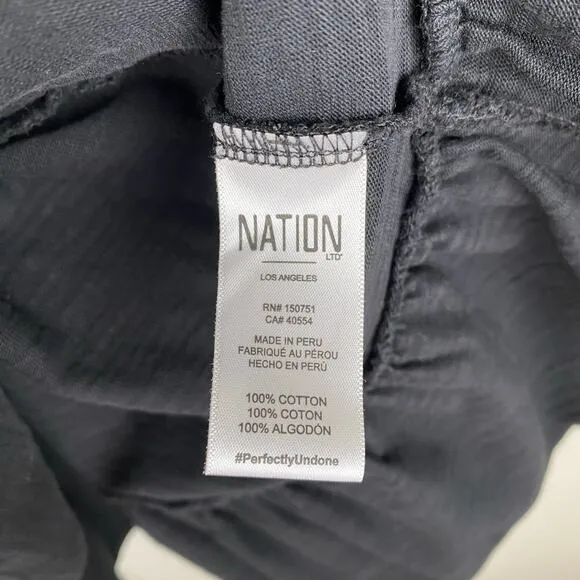 NATION
LTD
LOS ANGELES
RN# 150751
CA# 40554
MADE IN PERU
FABRIQUÉ AU PÉROU
HECHO EN PERÚ
100% COTTON
100% COTON
100% ALGODÓN
#PerfectlyUndone